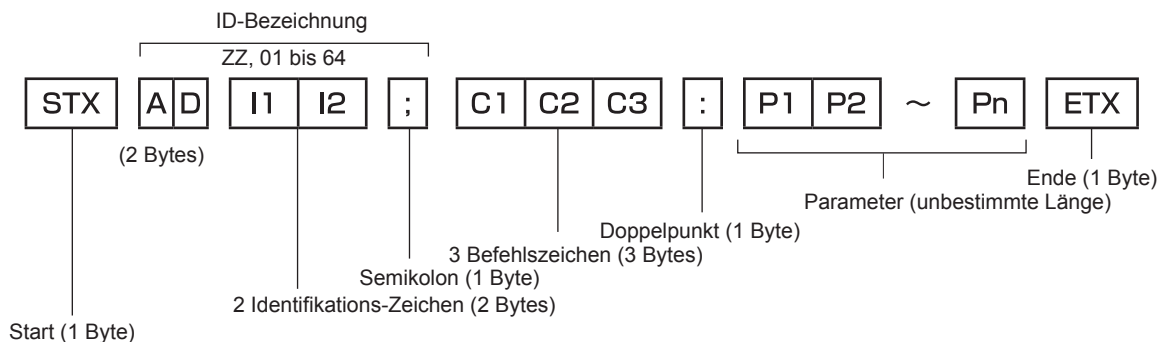 ID-Bezeichnung
ZZ, 01 bis 64
STX A D I1 I2 ; C1 C2 C3 : P1 P2 ～ Pn ETX
(2 Bytes)
Ende (1 Byte)
Parameter (unbestimmte Länge)
Doppelpunkt (1 Byte)
3 Befehlszeichen (3 Bytes)
Semikolon (1 Byte)
2 Identifikations-Zeichen (2 Bytes)
Start (1 Byte)